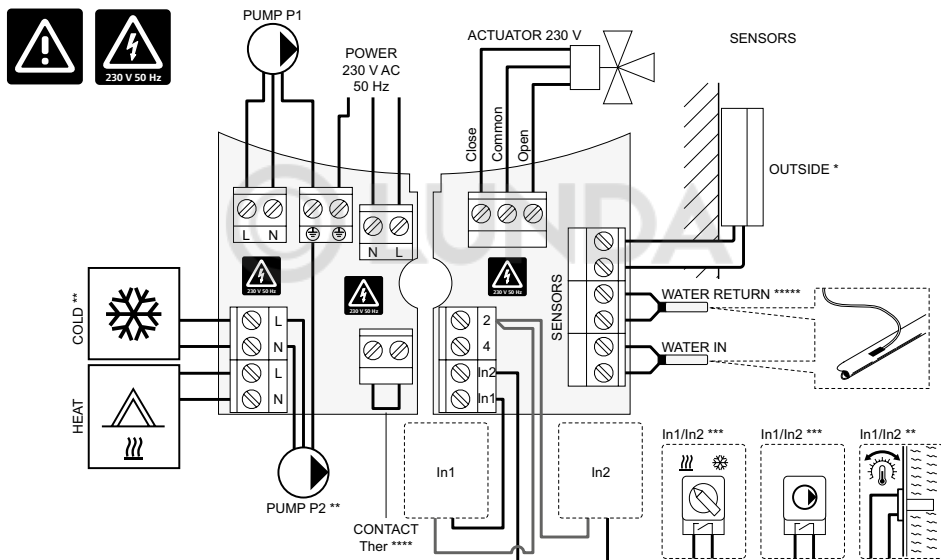 PUMP P1
POWER
230 V AC
50 Hz
ACTUATOR 230 V
SENSORS
230 V 50 Hz
Close
Common
Open
OUTSIDE *
© LUNDA
L N
N L
230 V 50 Hz
230 V 50 Hz
230 V 50 Hz
SENSORS
WATER RETURN *****
WATER IN
COLD **
HEAT
L
N
L
N
2
4
In2
In1
PUMP P2 **
CONTACT
Ther ****
In1
In2
In1/In2 ***
In1/In2 ***
In1/In2 **